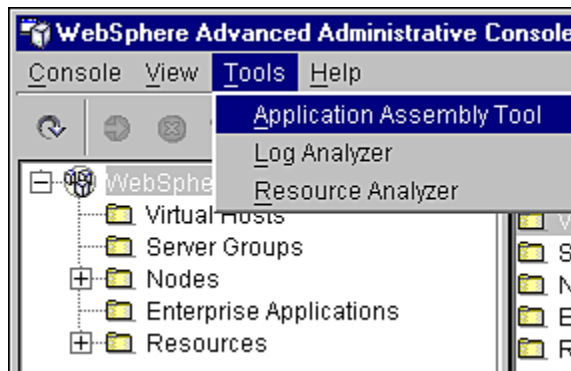 WebSphere Advanced Administrative Console
Console View Tools Help
Application Assembly Tool
Log Analyzer
Resource Analyzer
WebSphe
Virtual Hosts
Server Groups
Nodes
Enterprise Applications
Resources
V
S
N
E
R